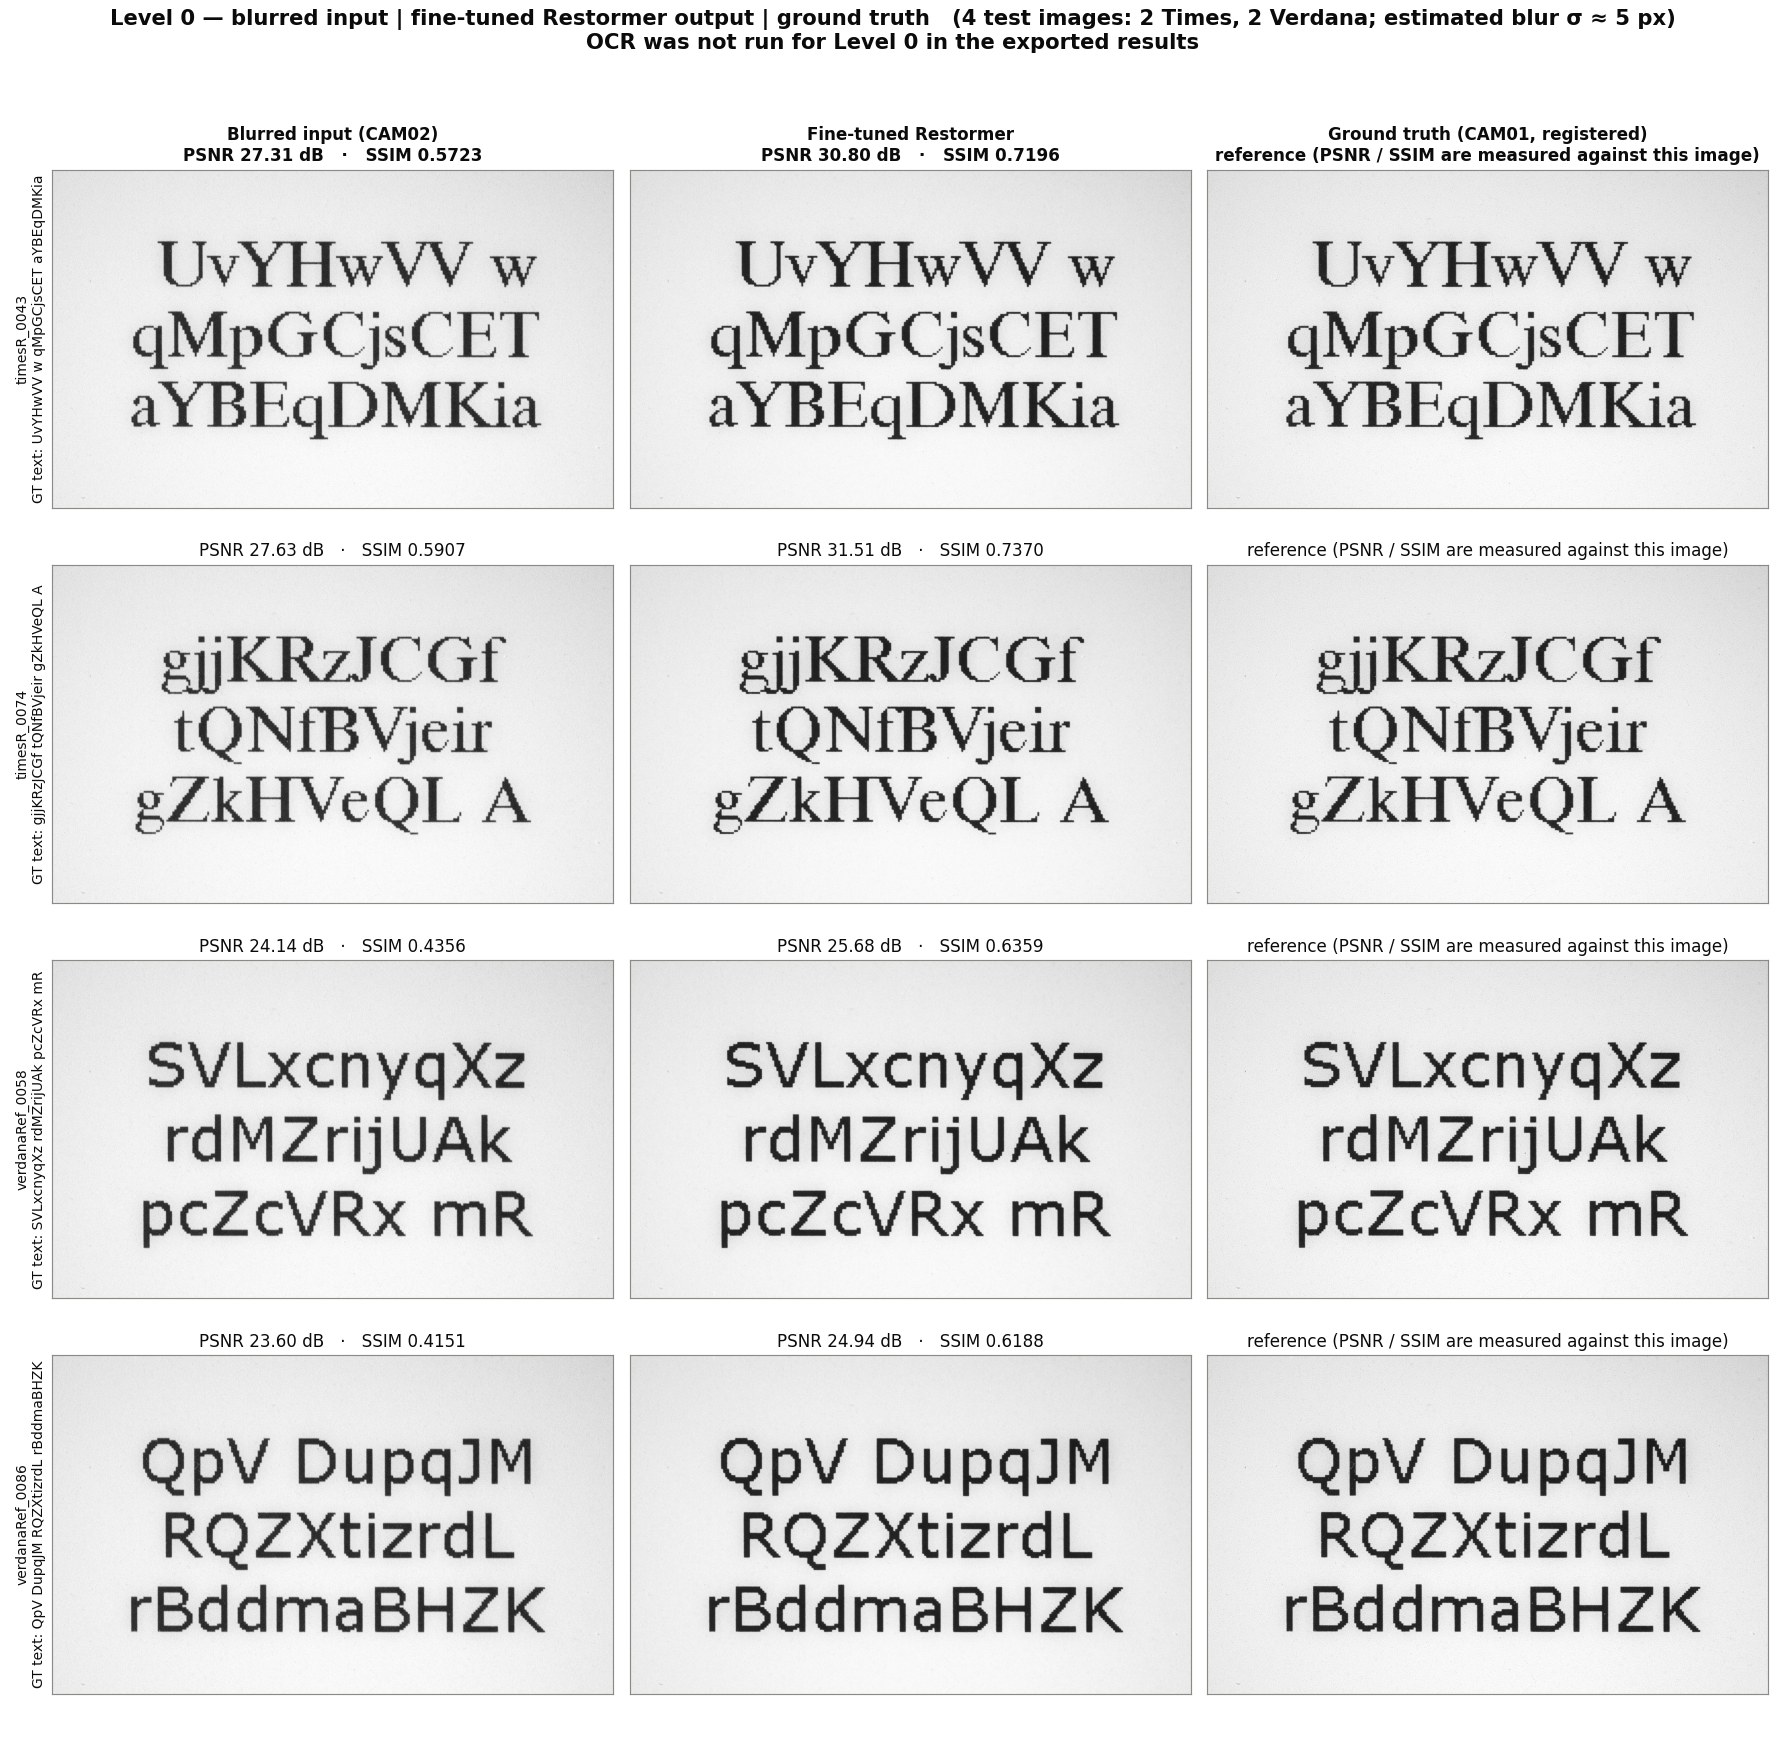 Level 0 — blurred input | fine-tuned Restormer output | ground truth (4 test images: 2 Times, 2 Verdana; estimated blur σ ≈ 5 px)
OCR was not run for Level 0 in the exported results
Blurred input (CAM02)
PSNR 27.31 dB · SSIM 0.5723
Fine-tuned Restormer
PSNR 30.80 dB · SSIM 0.7196
Ground truth (CAM01, registered)
reference (PSNR / SSIM are measured against this image)
timesR_0043
GT text: UvYHwVV w qMpGCjsCET aYBEqDMKia
UvYHwVV w
qMpGCjsCET
aYBEqDMKia
UvYHwVV w
qMpGCjsCET
aYBEqDMKia
UvYHwVV w
qMpGCjsCET
aYBEqDMKia
PSNR 27.63 dB · SSIM 0.5907
PSNR 31.51 dB · SSIM 0.7370
reference (PSNR / SSIM are measured against this image)
timesR_0074
GT text: gjjKRzJCGf tQNfBVjeir gZkHVeQL A
gjjKRzJCGf
tQNfBVjeir
gZkHVeQL A
gjjKRzJCGf
tQNfBVjeir
gZkHVeQL A
gjjKRzJCGf
tQNfBVjeir
gZkHVeQL A
PSNR 24.14 dB · SSIM 0.4356
PSNR 25.68 dB · SSIM 0.6359
reference (PSNR / SSIM are measured against this image)
verdanaRef_0058
GT text: SVLxcnyqXz rdMZrijUAk pcZcVRx mR
SVLxcnyqXz
rdMZrijUAk
pcZcVRx mR
SVLxcnyqXz
rdMZrijUAk
pcZcVRx mR
SVLxcnyqXz
rdMZrijUAk
pcZcVRx mR
PSNR 23.60 dB · SSIM 0.4151
PSNR 24.94 dB · SSIM 0.6188
reference (PSNR / SSIM are measured against this image)
verdanaRef_0086
GT text: QpV DupqJM RQZXtizrdL rBddmaBHZK
QpV DupqJM
RQZXtizrdL
rBddmaBHZK
QpV DupqJM
RQZXtizrdL
rBddmaBHZK
QpV DupqJM
RQZXtizrdL
rBddmaBHZK